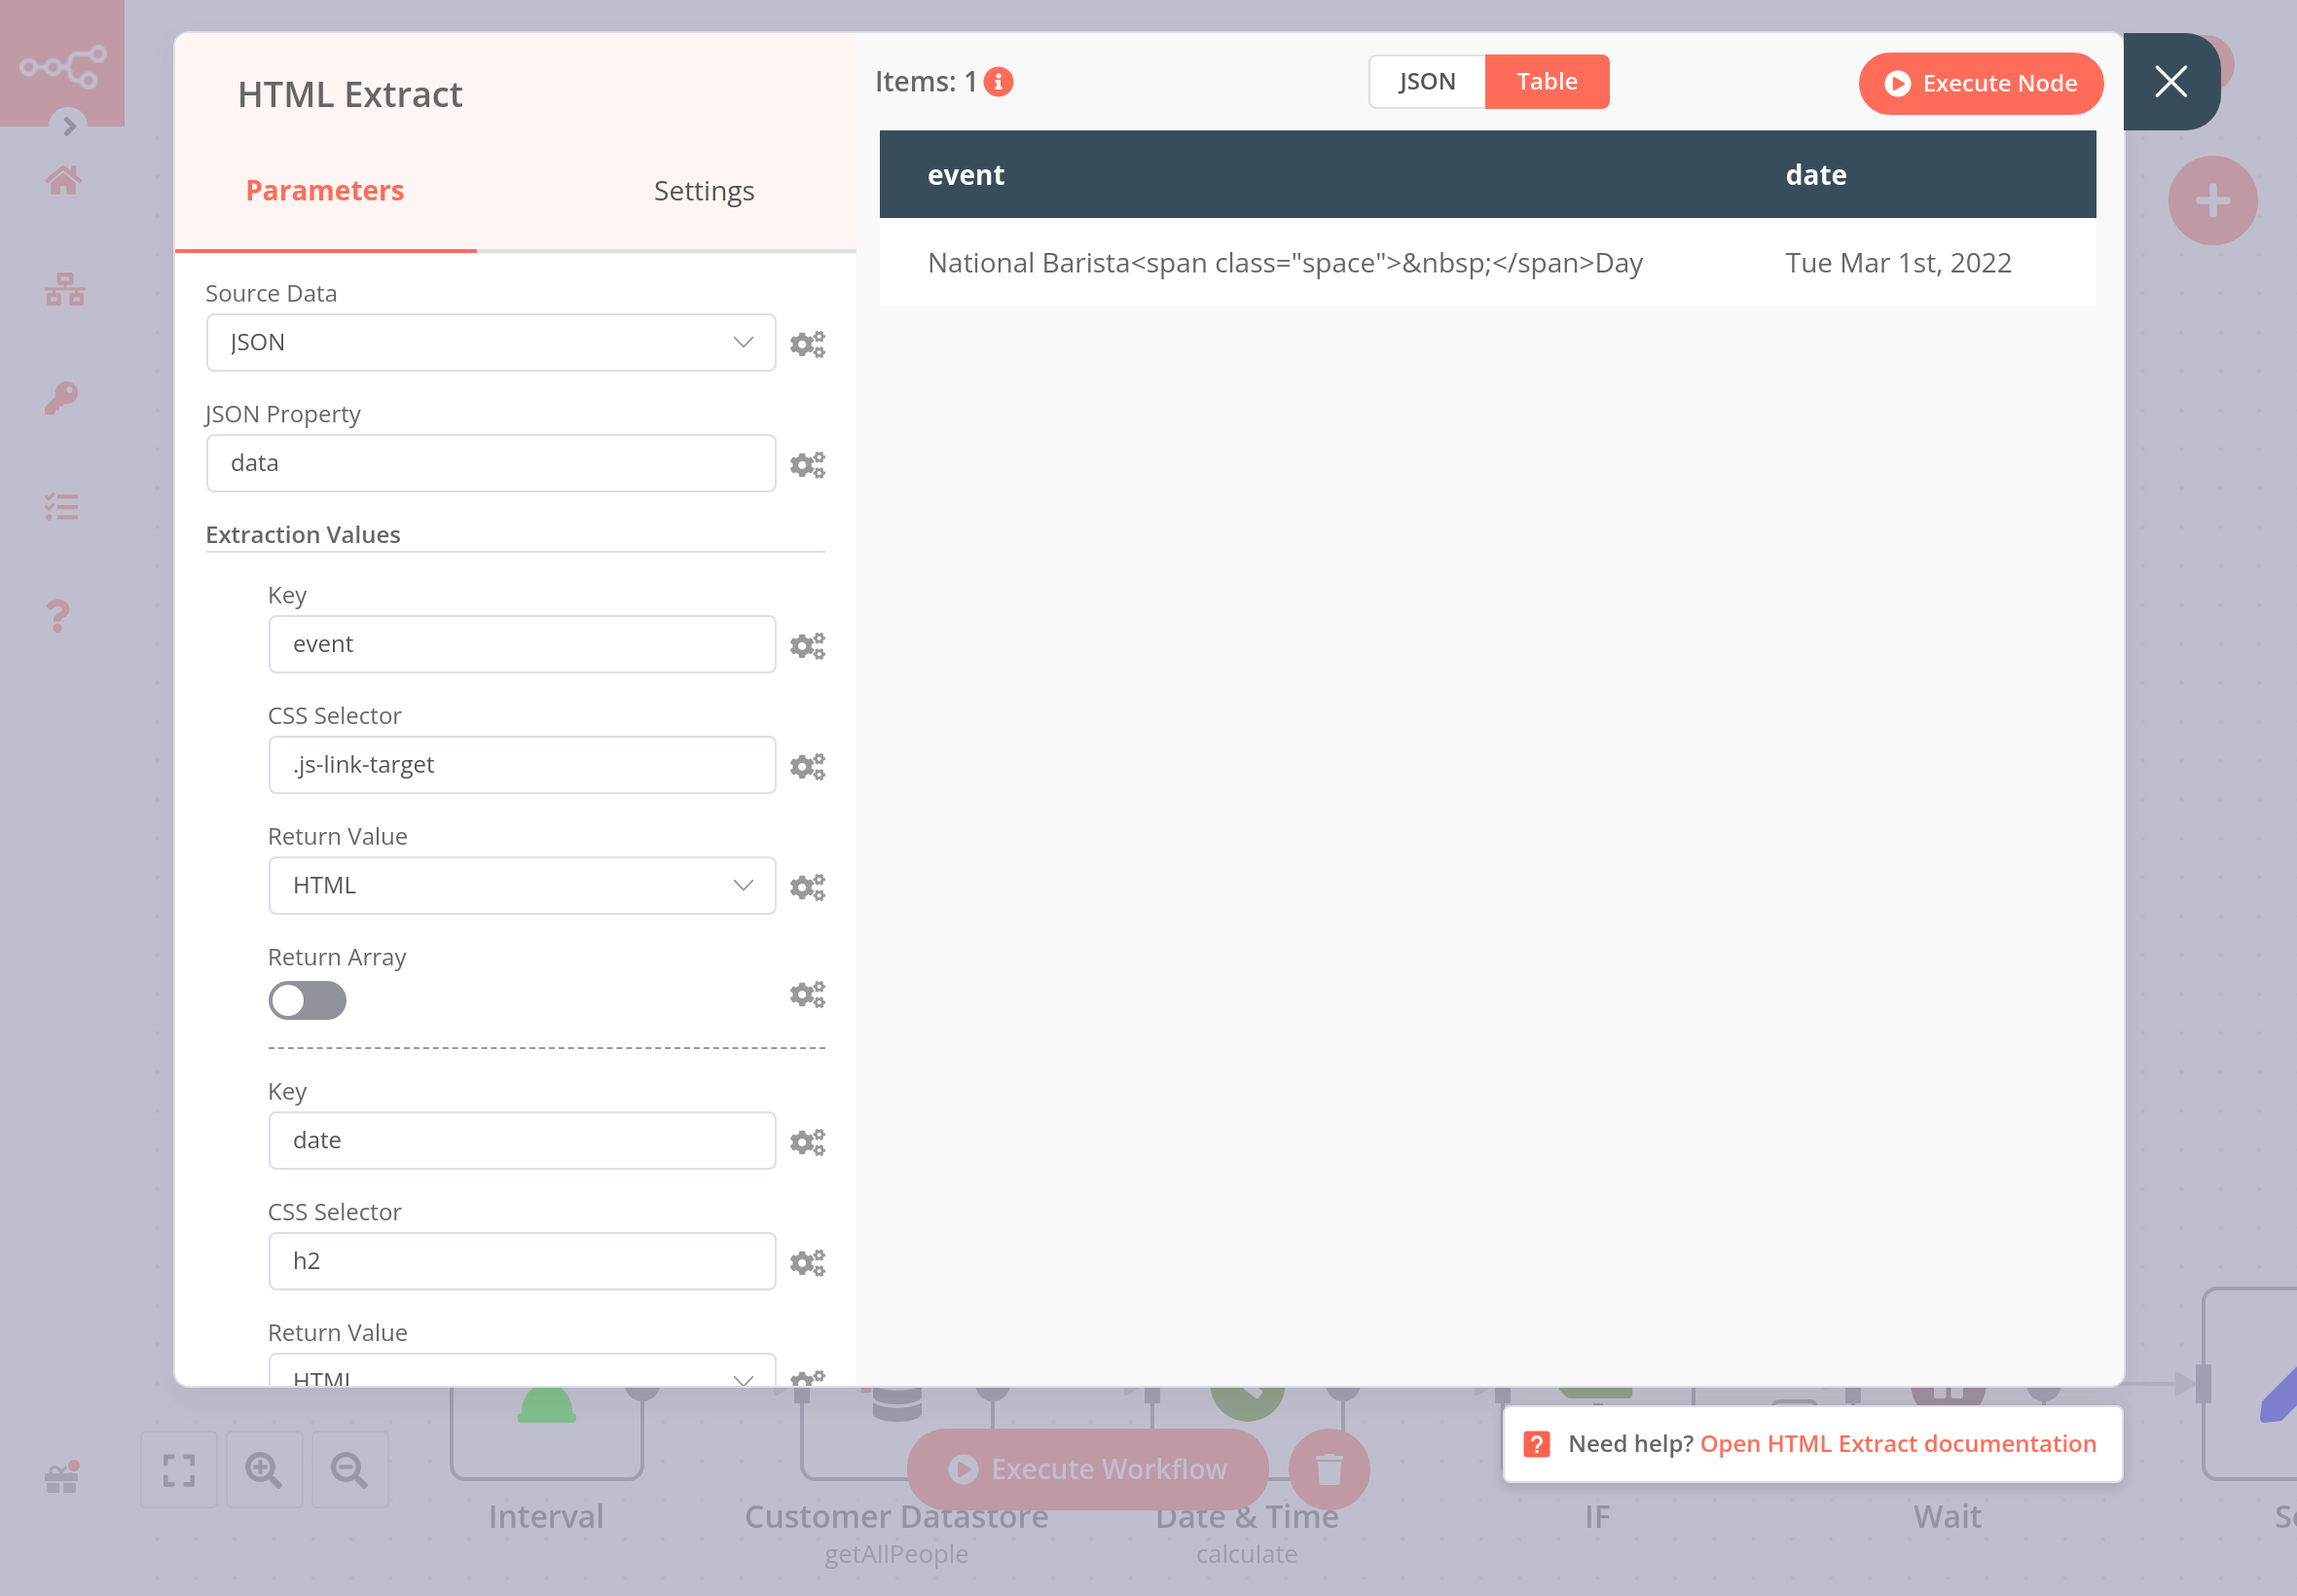 HTML Extract
Parameters
Settings
Source Data
JSON
JSON Property
data
Extraction Values
Key
event
CSS Selector
.js-link-target
Return Value
HTML
Return Array
Key
date
CSS Selector
h2
Return Value
HTML
Items: 1
JSON
Table
Execute Node
event
date
National Barista<span class="space">&nbsp;</span>Day
Tue Mar 1st, 2022
Need help? Open HTML Extract documentation
Execute Workflow
Interval
Customer Datastore
getAllPeople
Date & Time
calculate
IF
Wait